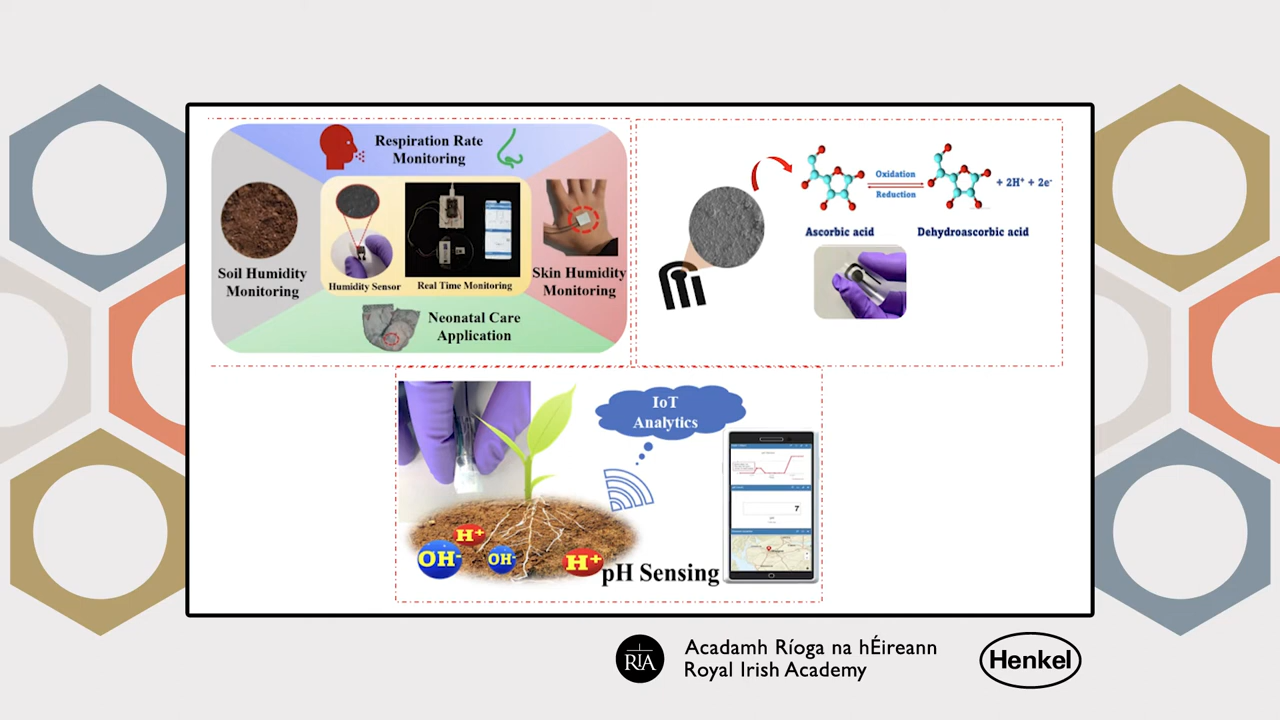 Respiration Rate
Monitoring
Soil Humidity
Monitoring
Humidity Sensor
Real Time Monitoring
Skin Humidity
Monitoring
Neonatal Care
Application
Oxidation
Reduction
+ 2H⁺ + 2e⁻
Ascorbic acid
Dehydroascorbic acid
IoT
Analytics
7
H⁺
OH⁻
OH⁻
H⁺
pH Sensing
RIA
Acadamh Ríoga na hÉireann
Royal Irish Academy
Henkel